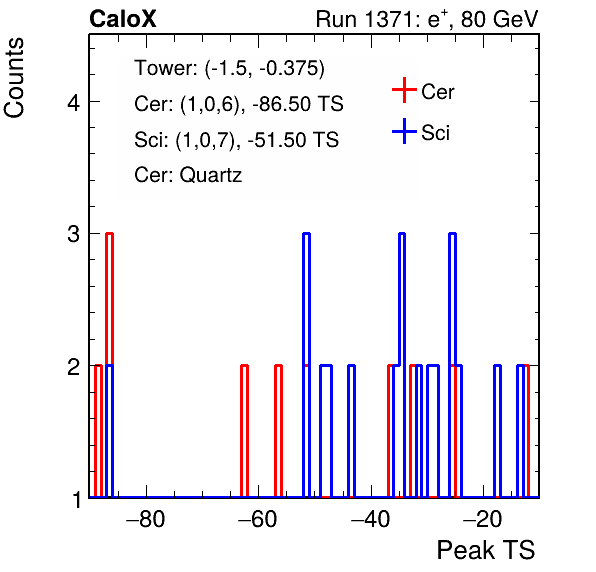 CaloX Run 1371: e⁺, 80 GeV
Counts
Tower: (-1.5, -0.375)
Cer: (1,0,6), -86.50 TS
Sci: (1,0,7), -51.50 TS
Cer: Quartz
Cer
Sci
4
3
2
1
−80 −60 −40 −20
Peak TS